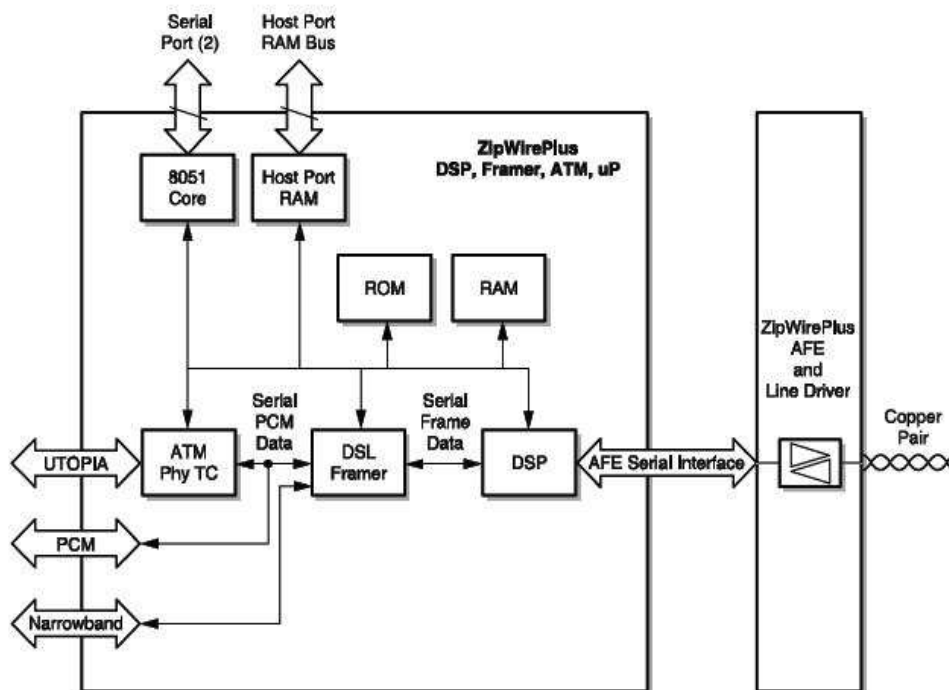 Serial
Port (2)
Host Port
RAM Bus
ZipWirePlus
DSP, Framer, ATM, uP
8051
Core
Host Port
RAM
ROM
RAM
ZipWirePlus
AFE
and
Line Driver
Serial
PCM
Data
Serial
Frame
Data
Copper
Pair
UTOPIA
ATM
Phy TC
DSL
Framer
DSP
AFE Serial Interface
PCM
Narrowband